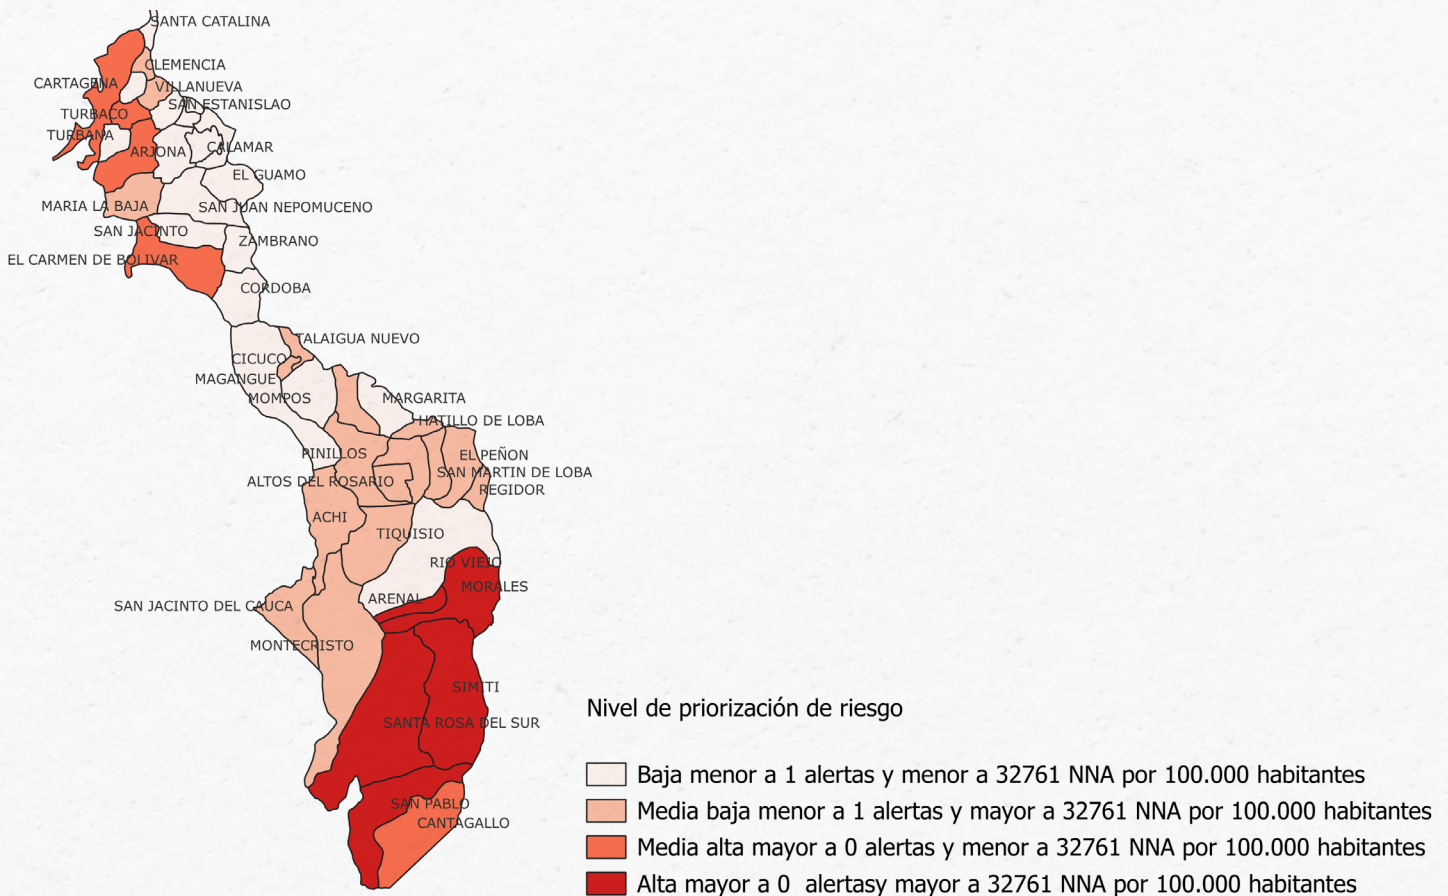 SANTA CATALINA
CLEMENCIA
CARTAGENA
VILLANUEVA
SAN ESTANISLAO
TURBACO
TURBANA
CALAMAR
ARJONA
EL GUAMO
MARIA LA BAJA
SAN JUAN NEPOMUCENO
SAN JACINTO
ZAMBRANO
EL CARMEN DE BOLIVAR
CORDOBA
TALAIGUA NUEVO
CICUCO
MAGANGUE
MOMPOS
MARGARITA
HATILLO DE LOBA
PINILLOS
EL PEÑON
SAN MARTIN DE LOBA
ALTOS DEL ROSARIO
REGIDOR
ACHI
TIQUISIO
RIO VIEJO
MORALES
ARENAL
SAN JACINTO DEL CAUCA
MONTECRISTO
SIMITI
SANTA ROSA DEL SUR
SAN PABLO
CANTAGALLO
Nivel de priorización de riesgo
Baja menor a 1 alertas y menor a 32761 NNA por 100.000 habitantes
Media baja menor a 1 alertas y mayor a 32761 NNA por 100.000 habitantes
Media alta mayor a 0 alertas y menor a 32761 NNA por 100.000 habitantes
Alta mayor a 0 alertasy mayor a 32761 NNA por 100.000 habitantes